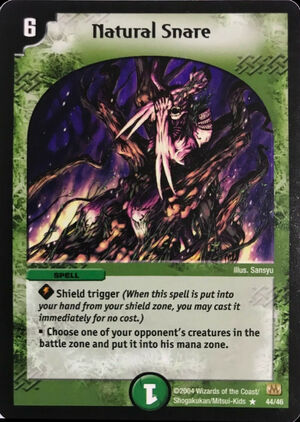 6
Natural Snare
Illus. Sansyu
SPELL
Shield trigger (When this spell is put into
your hand from your shield zone, you may cast it
immediately for no cost.)
▪ Choose one of your opponent's creatures in the
battle zone and put it into his mana zone.
1
©2004 Wizards of the Coast/
Shogakukan/Mitsui-Kids ★ 44/46